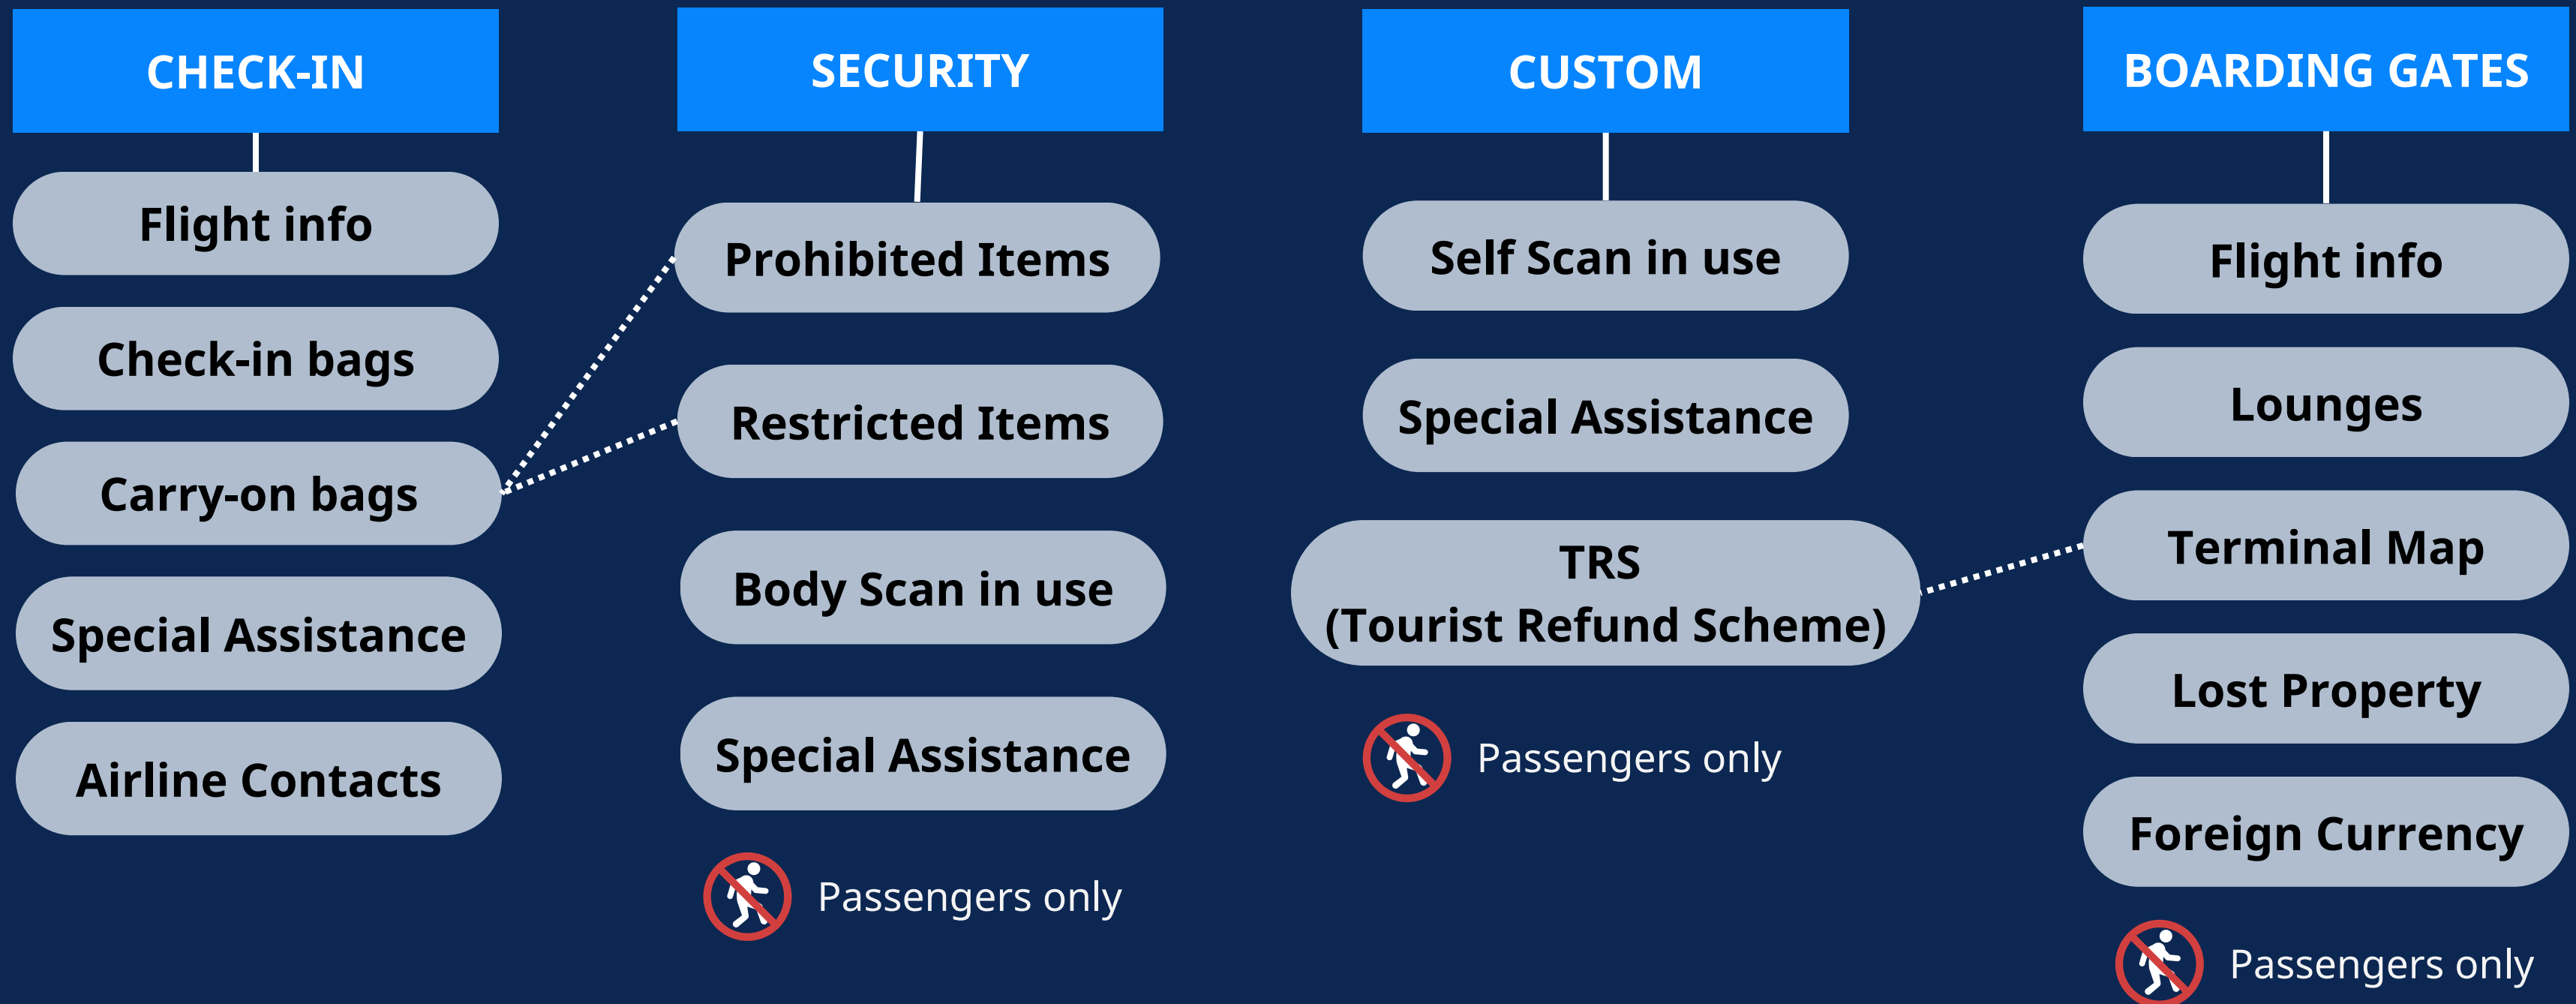 CHECK-IN
Flight info
Check-in bags
Carry-on bags
Special Assistance
Airline Contacts
SECURITY
Prohibited Items
Restricted Items
Body Scan in use
Special Assistance
Passengers only
CUSTOM
Self Scan in use
Special Assistance
TRS
(Tourist Refund Scheme)
Passengers only
BOARDING GATES
Flight info
Lounges
Terminal Map
Lost Property
Foreign Currency
Passengers only